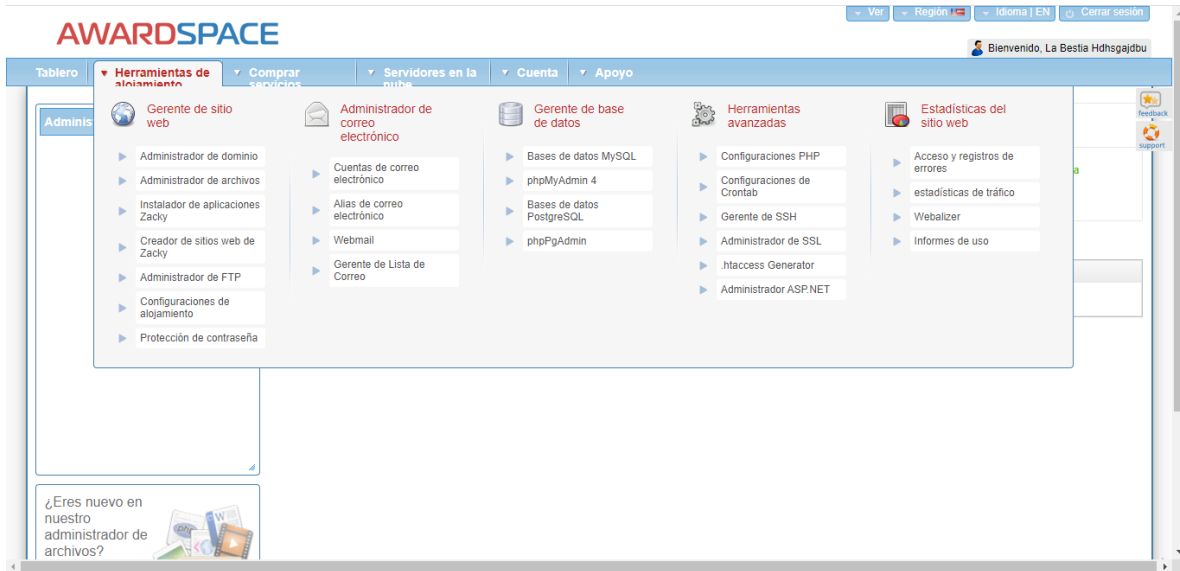 Ver
Región
Idioma | EN
Cerrar sesión
AWARDSPACE
Bienvenido, La Bestia Hdhsgajdbu
Tablero
Herramientas de
alojamiento
Comprar
servicios
Servidores en la
nube
Cuenta
Apoyo
Adminis
feedback
support
Gerente de sitio
web
Administrador de dominio
Administrador de archivos
Instalador de aplicaciones
Zacky
Creador de sitios web de
Zacky
Administrador de FTP
Configuraciones de
alojamiento
Protección de contraseña
Administrador de
correo
electrónico
Cuentas de correo
electrónico
Alias de correo
electrónico
Webmail
Gerente de Lista de
Correo
Gerente de base
de datos
Bases de datos MySQL
phpMyAdmin 4
Bases de datos
PostgreSQL
phpPgAdmin
Herramientas
avanzadas
Configuraciones PHP
Configuraciones de
Crontab
Gerente de SSH
Administrador de SSL
.htaccess Generator
Administrador ASP.NET
Estadísticas del
sitio web
Acceso y registros de
errores
estadísticas de tráfico
Webalizer
Informes de uso
a
¿Eres nuevo en
nuestro
administrador de
archivos?